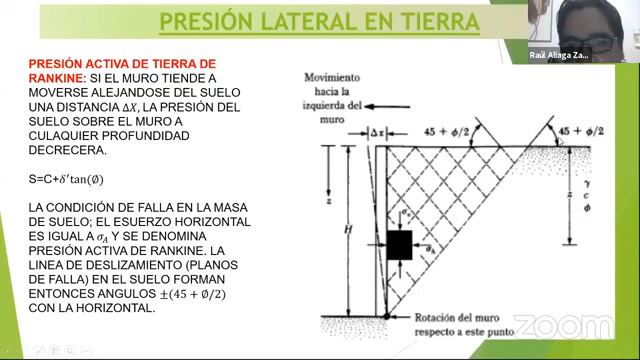 PRESIÓN LATERAL EN TIERRA
Raúl Aliaga Za...
PRESIÓN ACTIVA DE TIERRA DE
RANKINE: SI EL MURO TIENDE A
MOVERSE ALEJANDOSE DEL SUELO
UNA DISTANCIA ΔX, LA PRESIÓN DEL
SUELO SOBRE EL MURO A
CULAQUIER PROFUNDIDAD
DECRECERA.
S=C+δ′tan(Ø)
LA CONDICIÓN DE FALLA EN LA MASA
DE SUELO; EL ESUERZO HORIZONTAL
ES IGUAL A σA Y SE DENOMINA
PRESIÓN ACTIVA DE RANKINE. LA
LINEA DE DESLIZAMIENTO (PLANOS
DE FALLA) EN EL SUELO FORMAN
ENTONCES ANGULOS ±(45 + Ø/2)
CON LA HORIZONTAL.
Movimiento
hacia la
izquierda del
muro
Δx
45 + ϕ/2
45 + ϕ/2
z
z
γ
c
ϕ
H
σv
σA
Rotación del muro
respecto a este punto
zoom